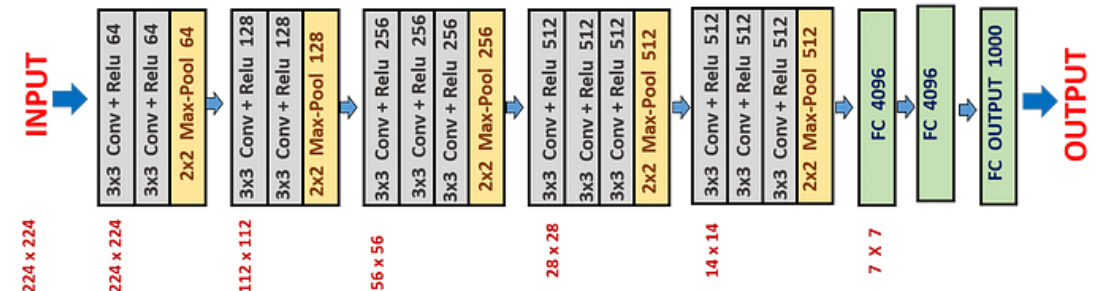 INPUT
3x3 Conv + Relu 64
3x3 Conv + Relu 64
2x2 Max-Pool 64
3x3 Conv + Relu 128
3x3 Conv + Relu 128
2x2 Max-Pool 128
3x3 Conv + Relu 256
3x3 Conv + Relu 256
3x3 Conv + Relu 256
2x2 Max-Pool 256
3x3 Conv + Relu 512
3x3 Conv + Relu 512
3x3 Conv + Relu 512
2x2 Max-Pool 512
3x3 Conv + Relu 512
3x3 Conv + Relu 512
3x3 Conv + Relu 512
2x2 Max-Pool 512
FC 4096
FC 4096
FC OUTPUT 1000
OUTPUT
224 x 224
224 x 224
112 x 112
56 x 56
28 x 28
14 x 14
7 X 7